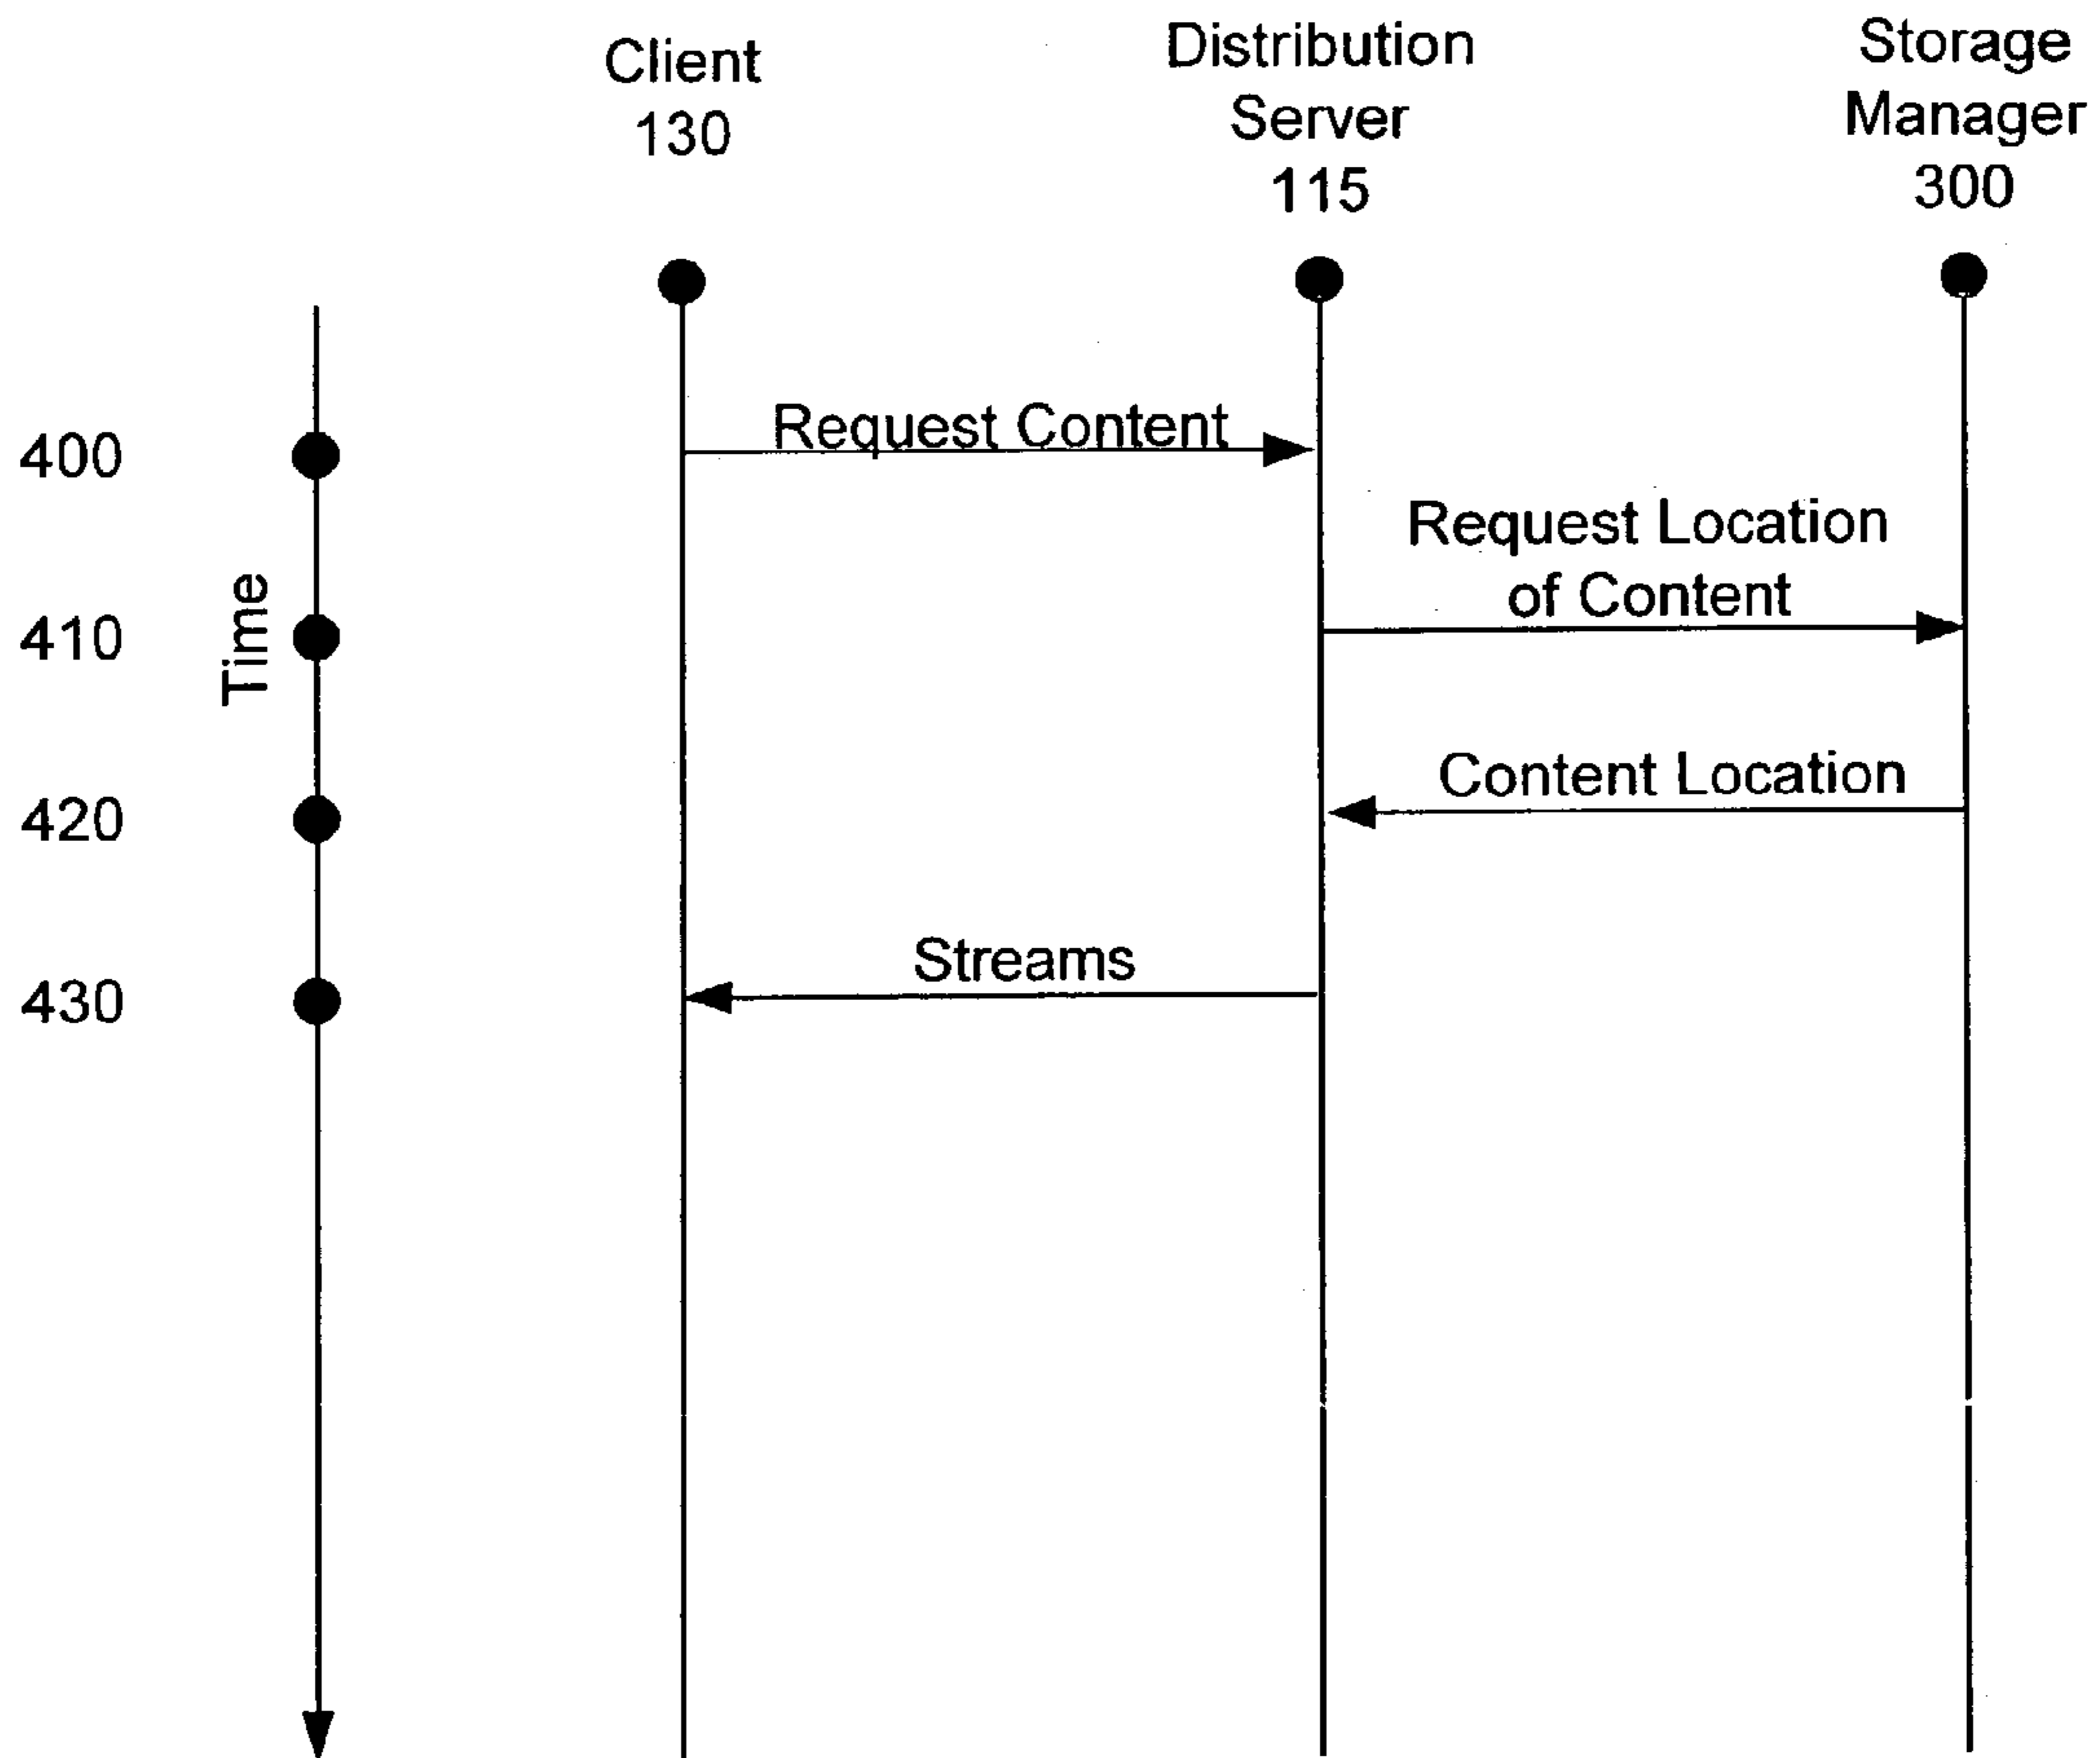 Client
130
Distribution
Server
115
Storage
Manager
300
400
Request Content
Request Location
of Content
410
Time
Content Location
420
Streams
430